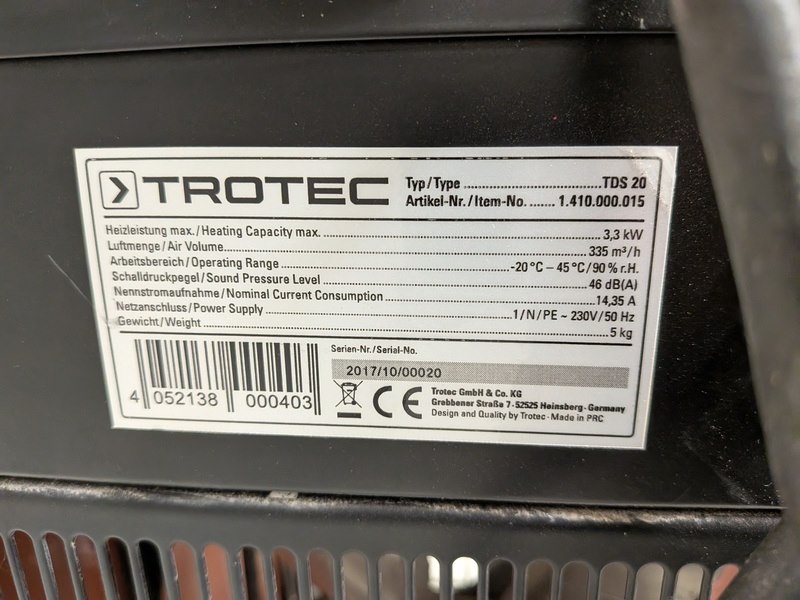 TROTEC
Typ/Type ................ TDS 20
Artikel-Nr./Item-No. ....... 1.410.000.015
Heizleistung max./Heating Capacity max. ................ 3,3 kW
Luftmenge/Air Volume ................ 335 m³/h
Arbeitsbereich/Operating Range ................ -20°C – 45°C/90% r.H.
Schalldruckpegel/Sound Pressure Level ................ 46 dB(A)
Nennstromaufnahme/Nominal Current Consumption ................ 14,35 A
Netzanschluss/Power Supply ................ 1/N/PE ~ 230V/50 Hz
Gewicht/Weight ................ 5 kg
Serien-Nr./Serial-No.
2017/10/00020
4 052138 000403
CE
Trotec GmbH & Co. KG
Grebbener Straße 7 · 52525 Heinsberg · Germany
Design and Quality by Trotec · Made in PRC